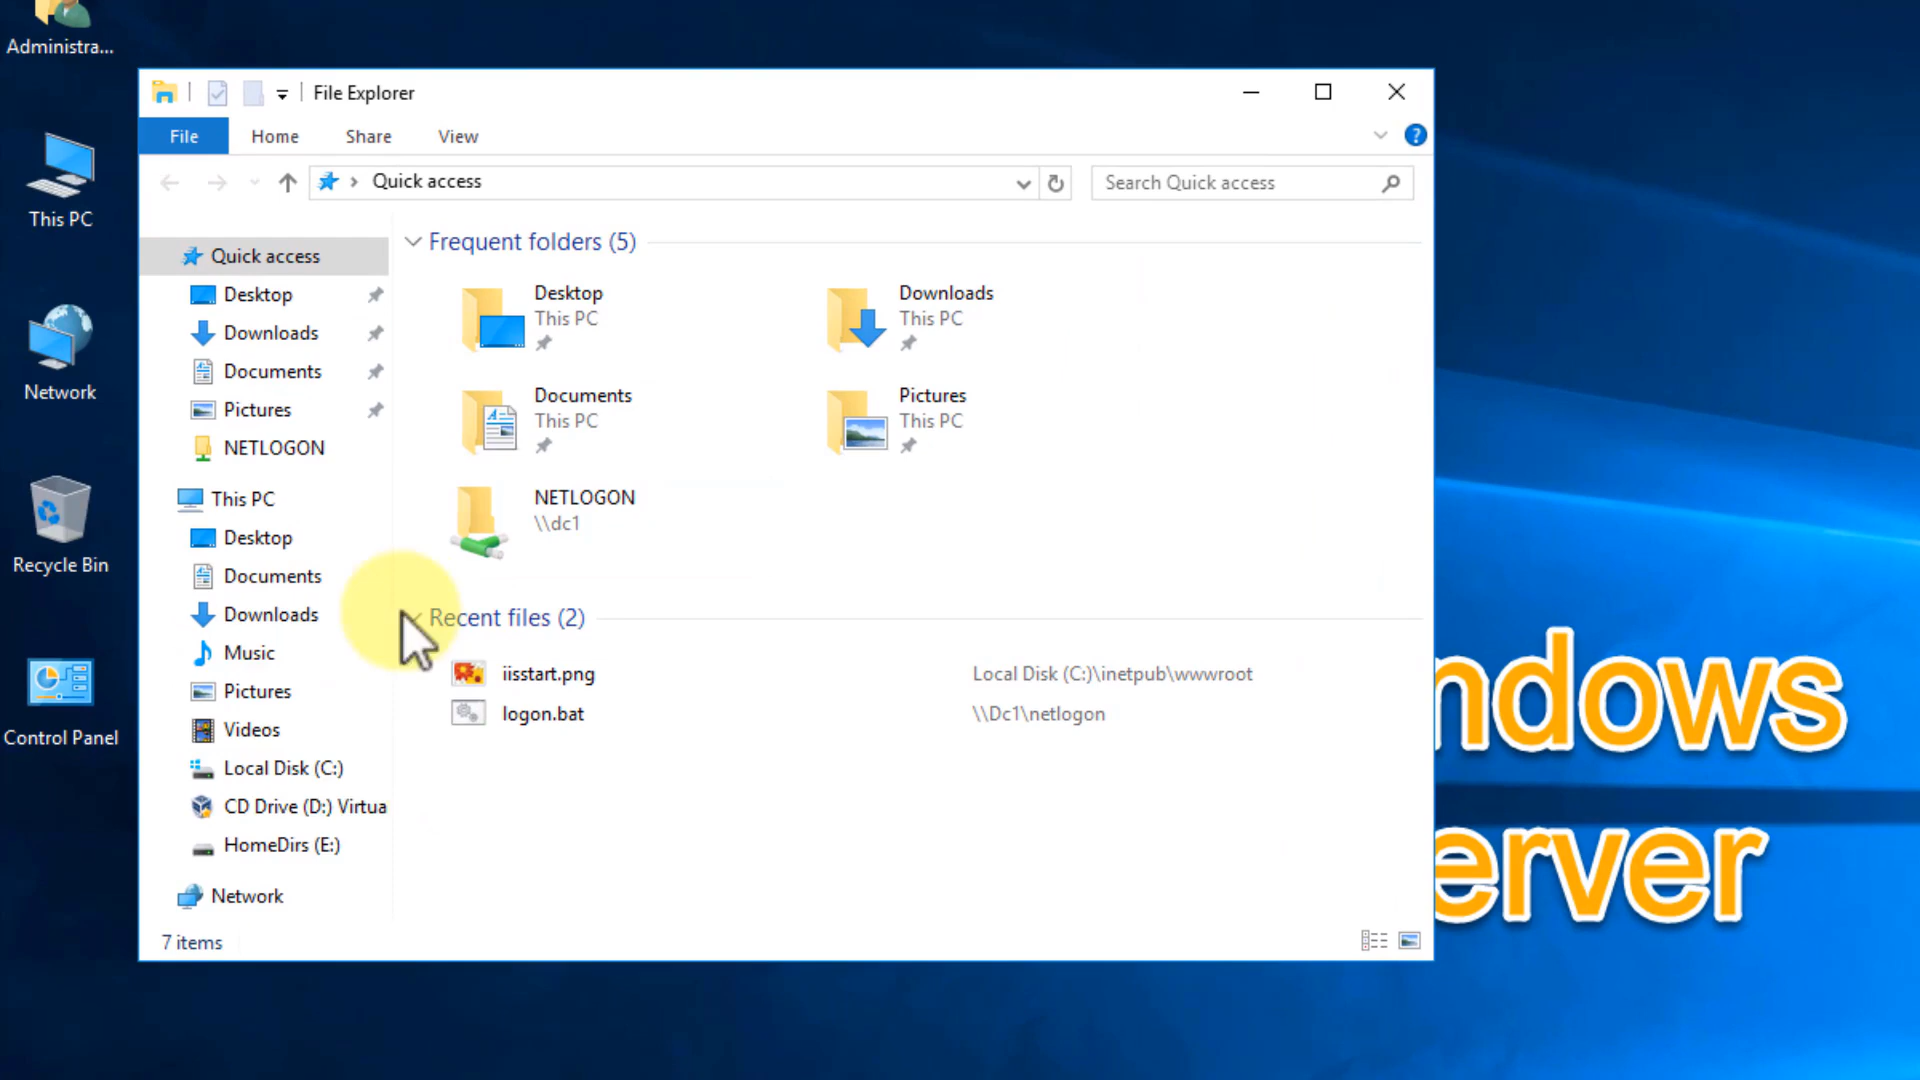 Administra...
This PC
Network
Recycle Bin
Control Panel
File Explorer
File Home Share View
?
Quick access
Search Quick access
Quick access
Desktop
Downloads
Documents
Pictures
NETLOGON
This PC
Desktop
Documents
Downloads
Music
Pictures
Videos
Local Disk (C:)
CD Drive (D:) Virtua
HomeDirs (E:)
Network
Frequent folders (5)
Desktop
This PC
Downloads
This PC
Documents
This PC
Pictures
This PC
NETLOGON
\\dc1
Recent files (2)
iisstart.png Local Disk (C:)\inetpub\wwwroot
logon.bat \\Dc1\netlogon
7 items
ndows
erver